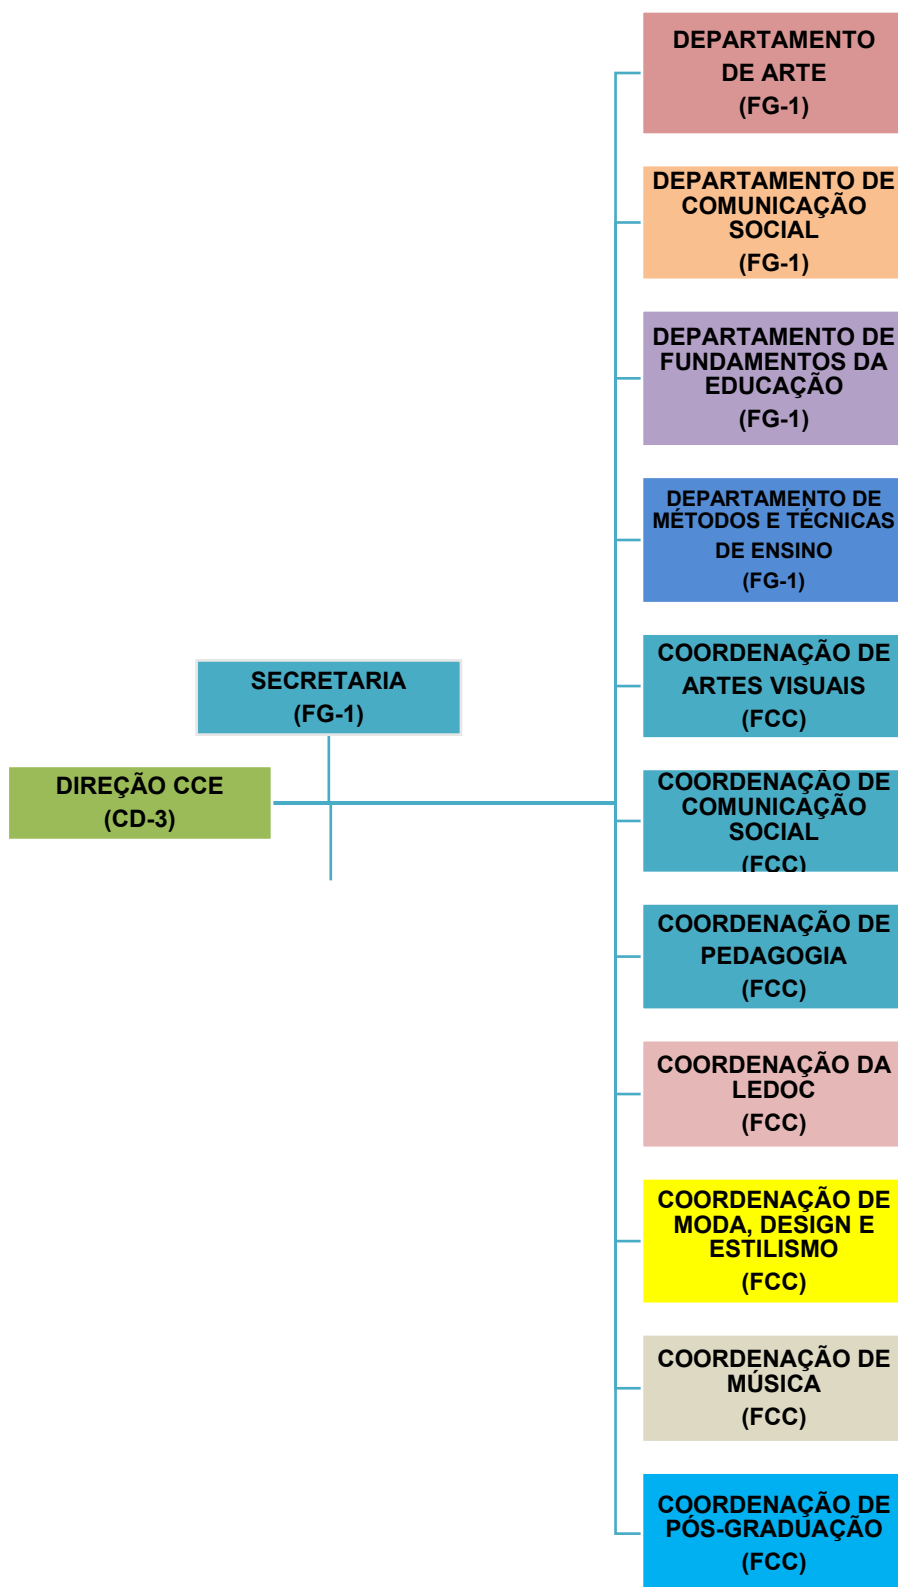 DEPARTAMENTO
DE ARTE
(FG-1)
DEPARTAMENTO DE
COMUNICAÇÃO
SOCIAL
(FG-1)
DEPARTAMENTO DE
FUNDAMENTOS DA
EDUCAÇÃO
(FG-1)
DEPARTAMENTO DE
MÉTODOS E TÉCNICAS
DE ENSINO
(FG-1)
COORDENAÇÃO DE
ARTES VISUAIS
(FCC)
SECRETARIA
(FG-1)
DIREÇÃO CCE
(CD-3)
COORDENAÇÃO DE
COMUNICAÇÃO
SOCIAL
(FCC)
COORDENAÇÃO DE
PEDAGOGIA
(FCC)
COORDENAÇÃO DA
LEDOC
(FCC)
COORDENAÇÃO DE
MODA, DESIGN E
ESTILISMO
(FCC)
COORDENAÇÃO DE
MÚSICA
(FCC)
COORDENAÇÃO DE
PÓS-GRADUAÇÃO
(FCC)